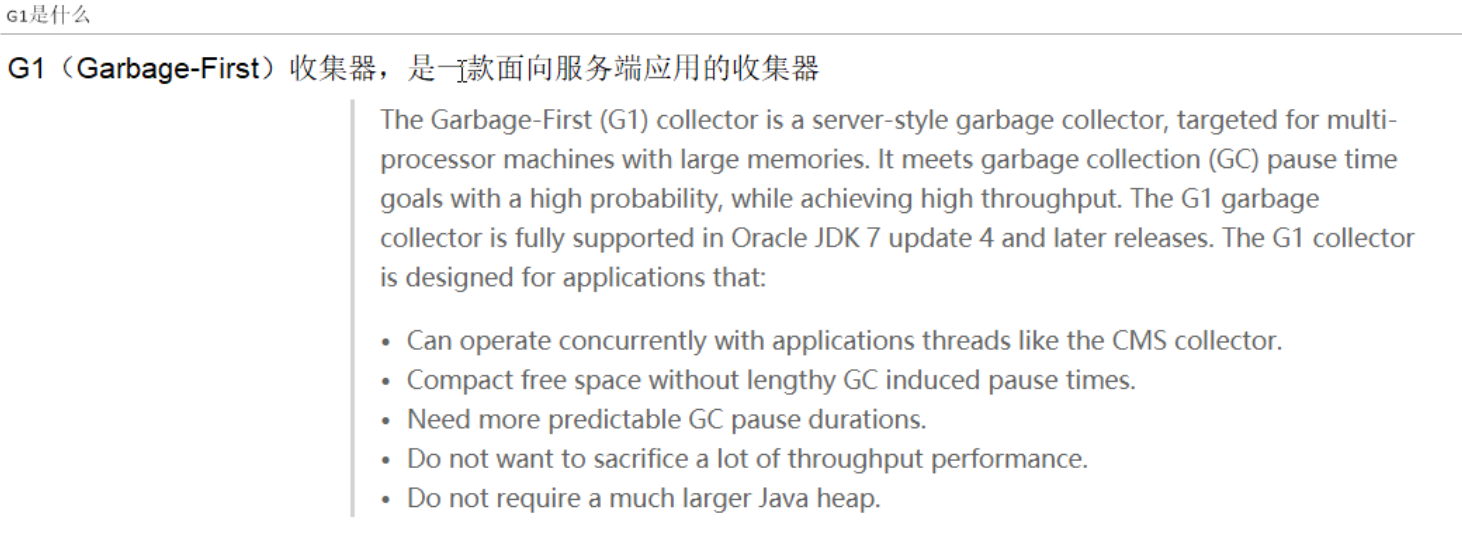 G1是什么
G1（Garbage-First）收集器，是一款面向服务端应用的收集器
The Garbage-First (G1) collector is a server-style garbage collector, targeted for multi-
processor machines with large memories. It meets garbage collection (GC) pause time
goals with a high probability, while achieving high throughput. The G1 garbage
collector is fully supported in Oracle JDK 7 update 4 and later releases. The G1 collector
is designed for applications that:
• Can operate concurrently with applications threads like the CMS collector.
• Compact free space without lengthy GC induced pause times.
• Need more predictable GC pause durations.
• Do not want to sacrifice a lot of throughput performance.
• Do not require a much larger Java heap.